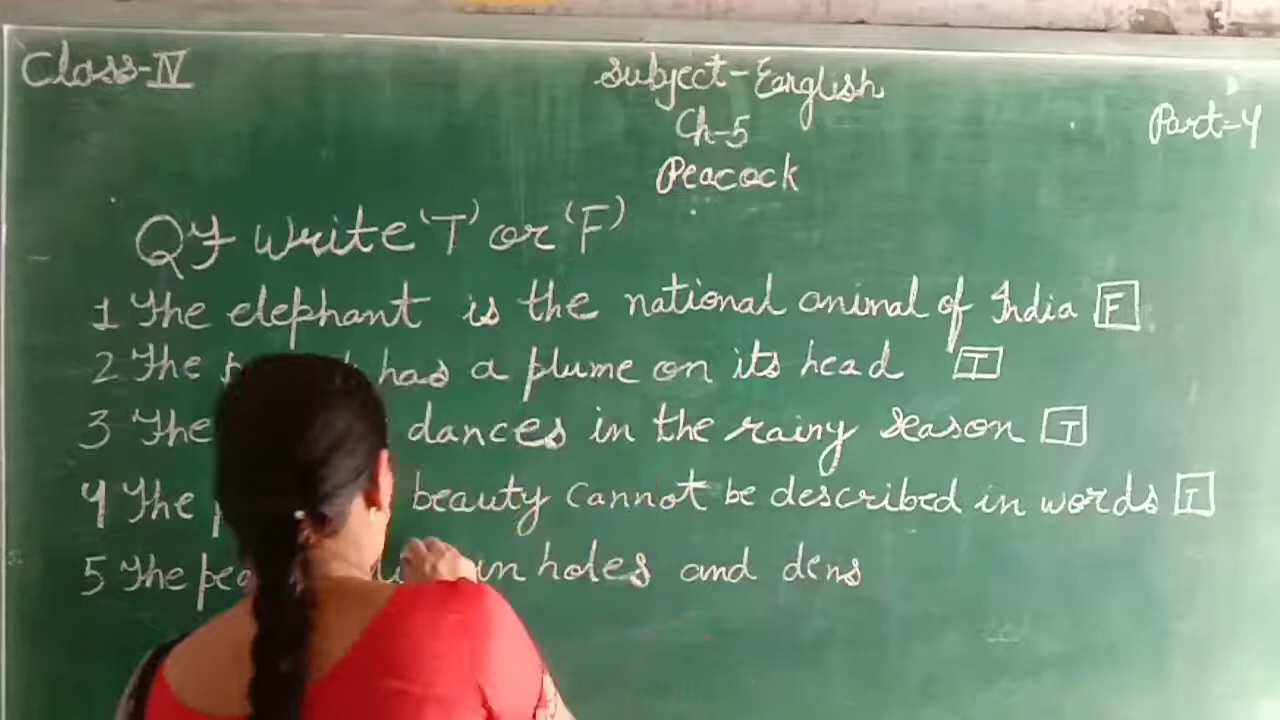 Class-IV
Subject-English
Ch-5
Part-4
Peacock
Q4 Write 'T' or 'F'
1 The elephant is the national animal of India F
2 The has a plume on its head T
3 The dances in the rainy season T
4 The beauty cannot be described in words T
5 The in holes and dens